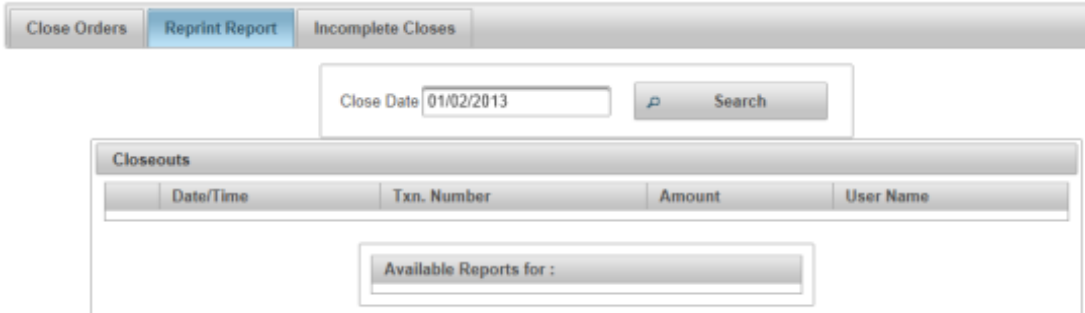 Close Orders Reprint Report Incomplete Closes
Close Date 01/02/2013 Search
Closeouts
Date/Time Txn. Number Amount User Name
Available Reports for :